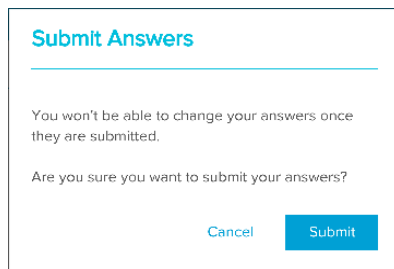 Submit Answers
You won't be able to change your answers once
they are submitted.
Are you sure you want to submit your answers?
Cancel
Submit